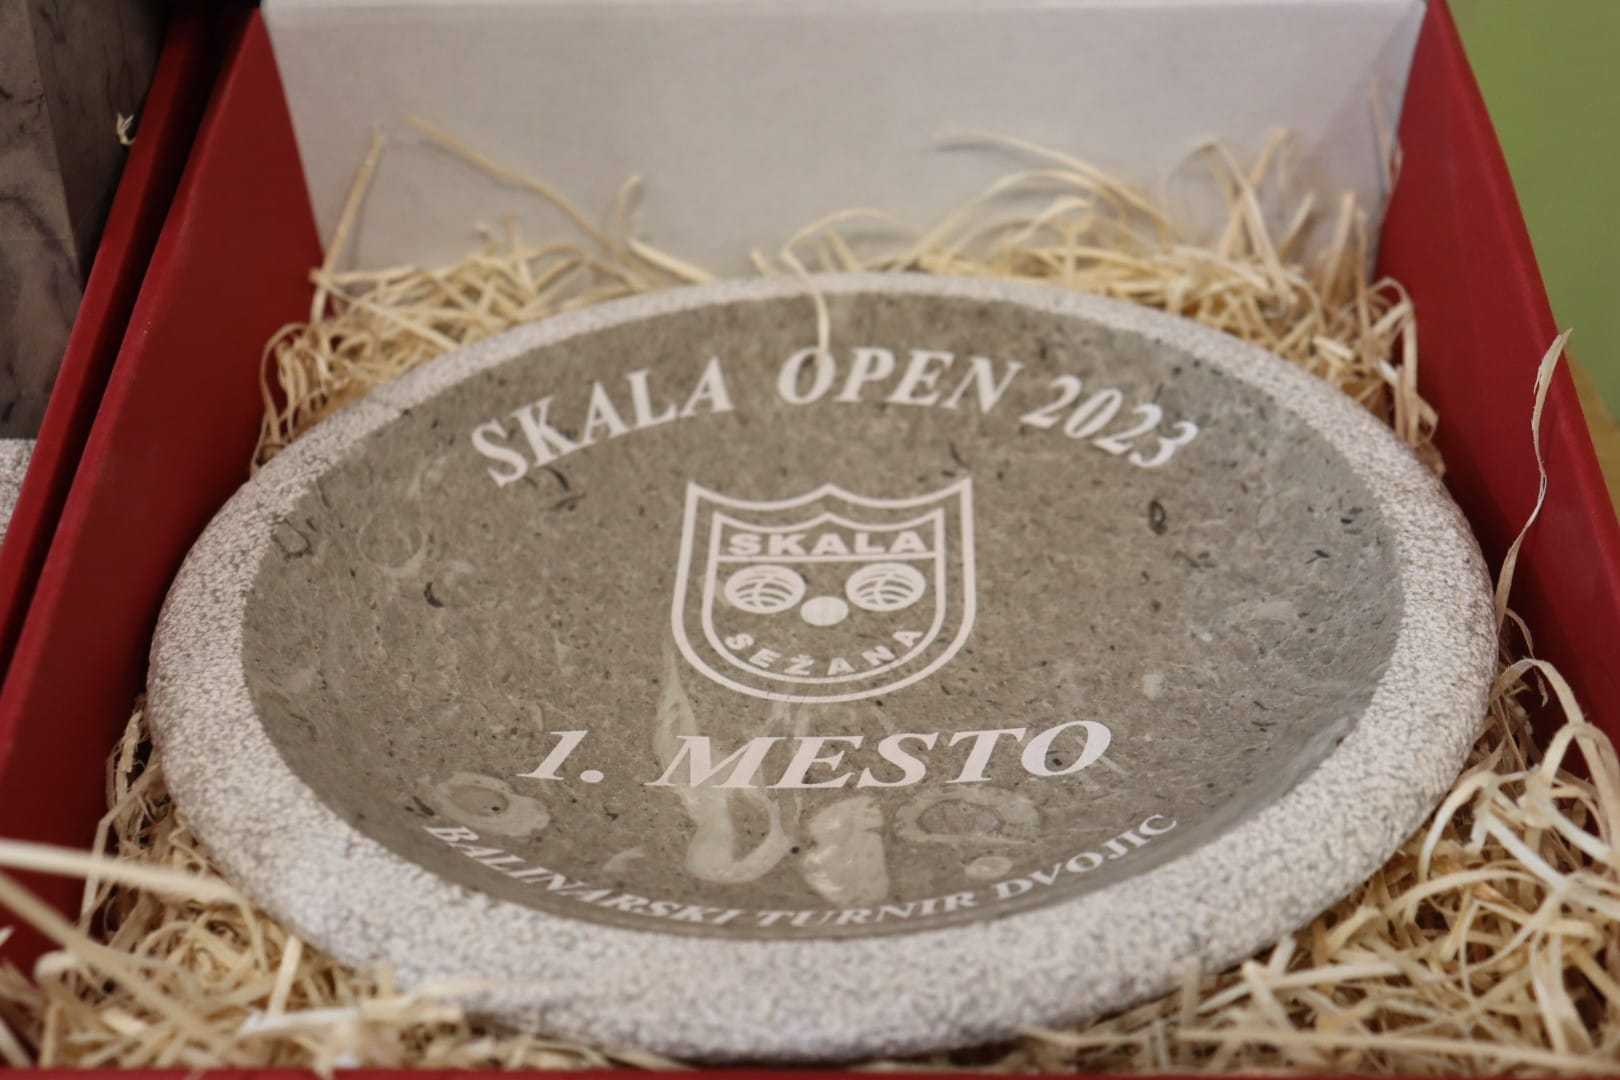 SKALA OPEN 2023
SKALA
SEŽANA
1. MESTO
BALINARSKI TURNIR DVOJIC